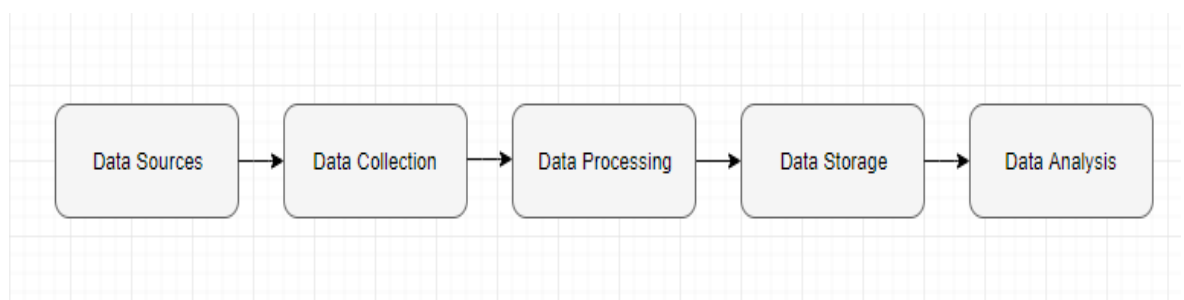 Data Sources
Data Collection
Data Processing
Data Storage
Data Analysis